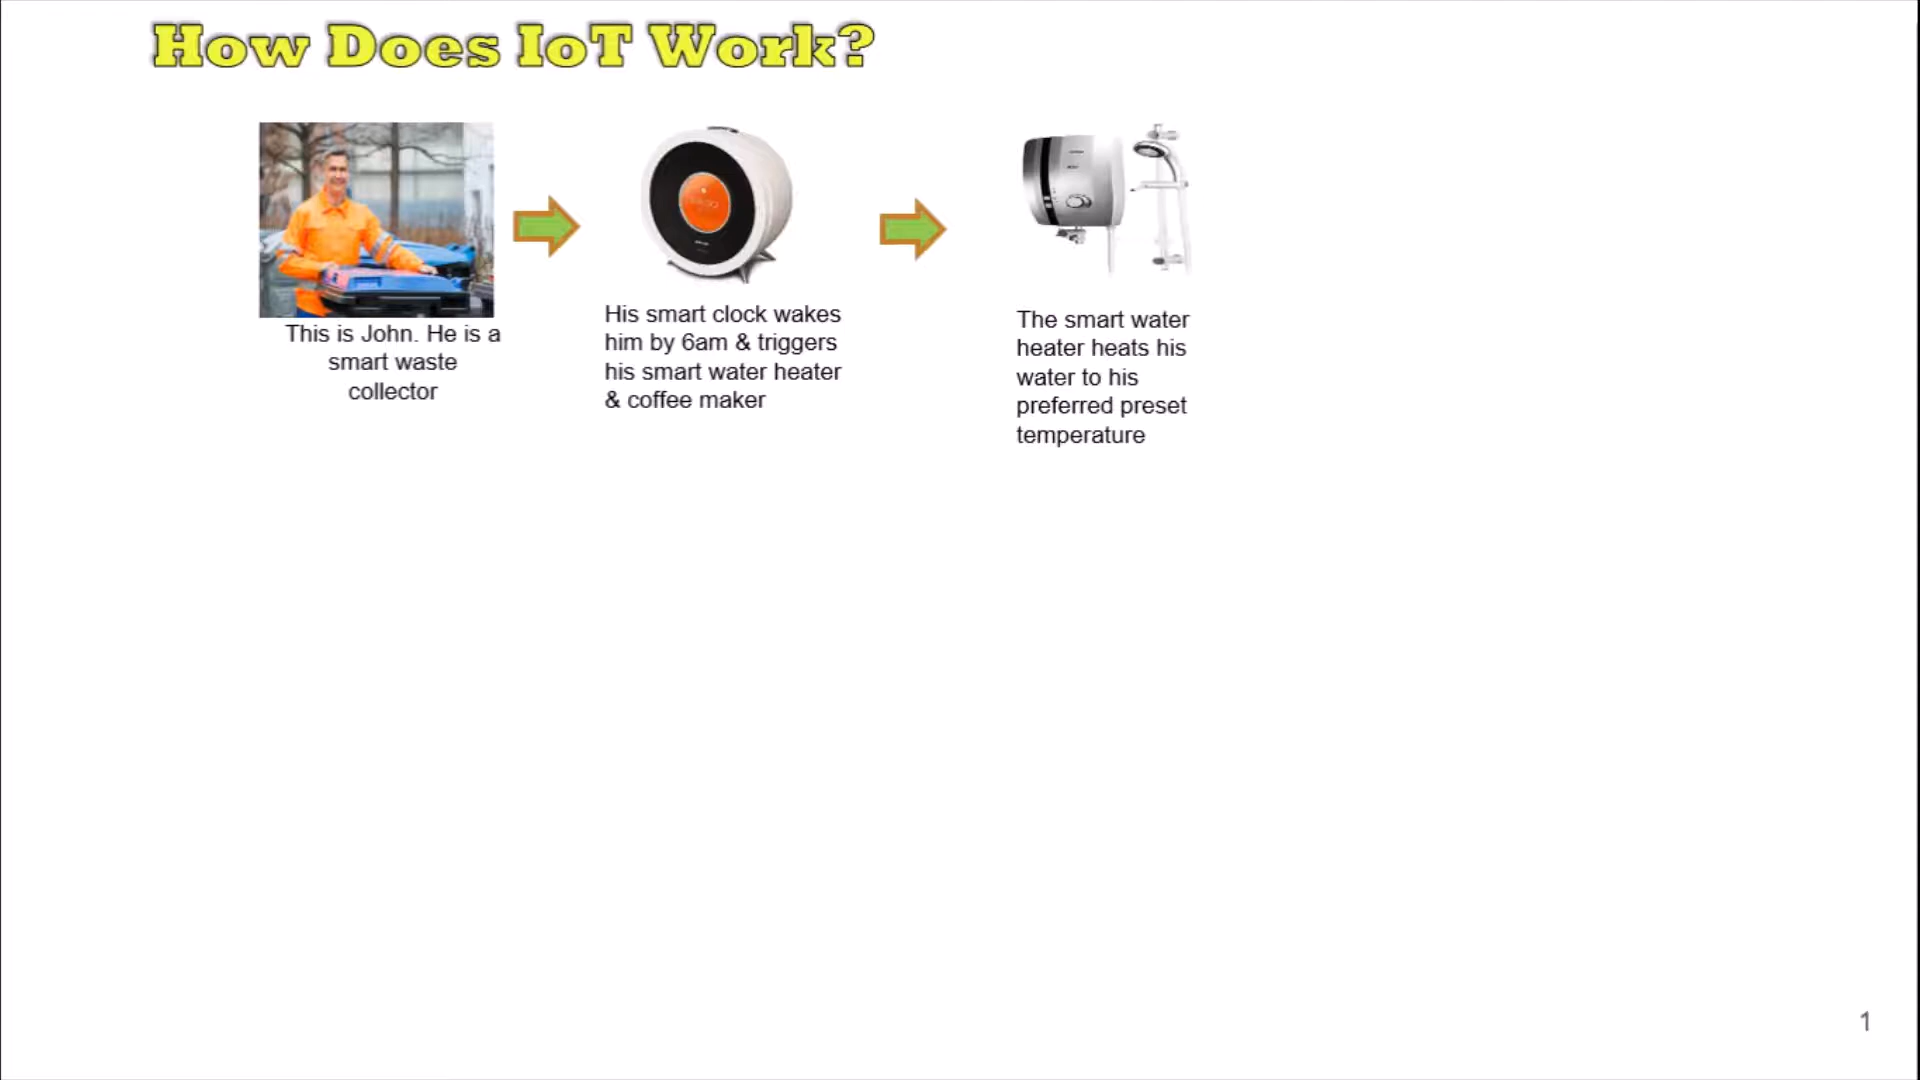 How Does IoT Work?
This is John. He is a
smart waste
collector
His smart clock wakes
him by 6am & triggers
his smart water heater
& coffee maker
The smart water
heater heats his
water to his
preferred preset
temperature
1